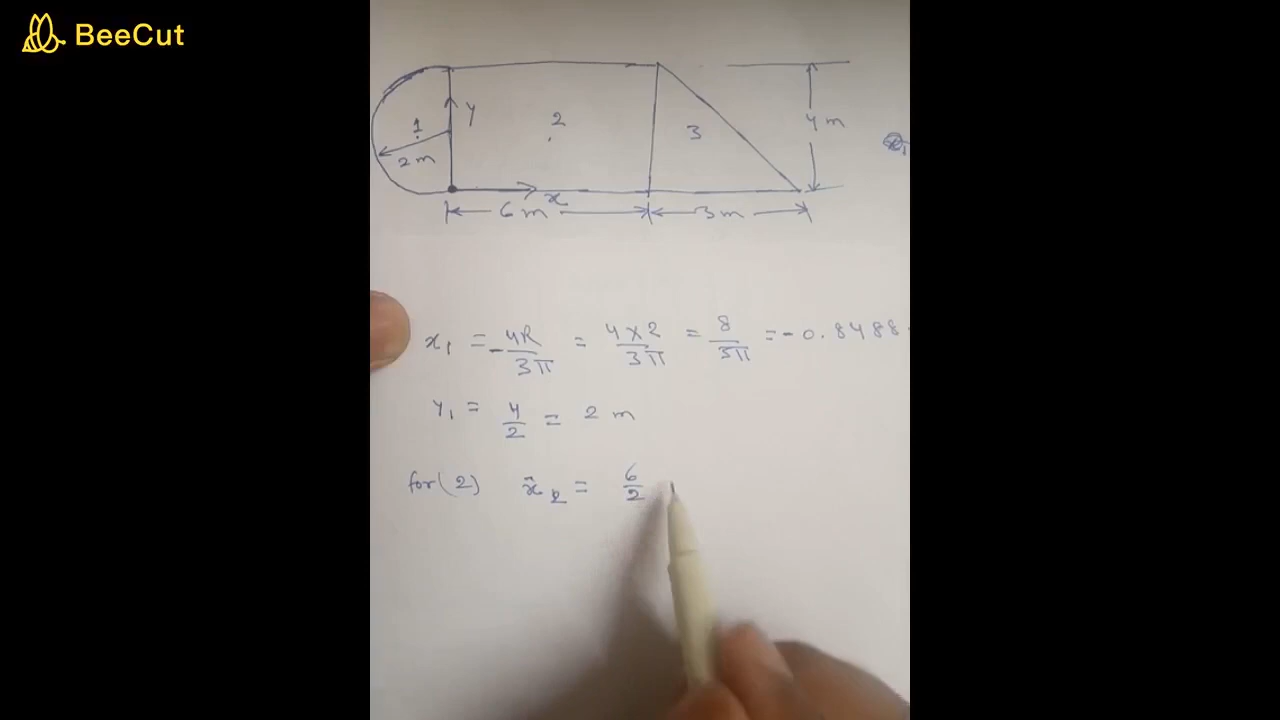 BeeCut
y
1
2
3
4 m
2 m
x
6 m
3 m
x₁ = -4R/3π = 4×2/3π = 8/3π = -0.8488
y₁ = 4/2 = 2 m
for (2) x̄₂ = 6/2